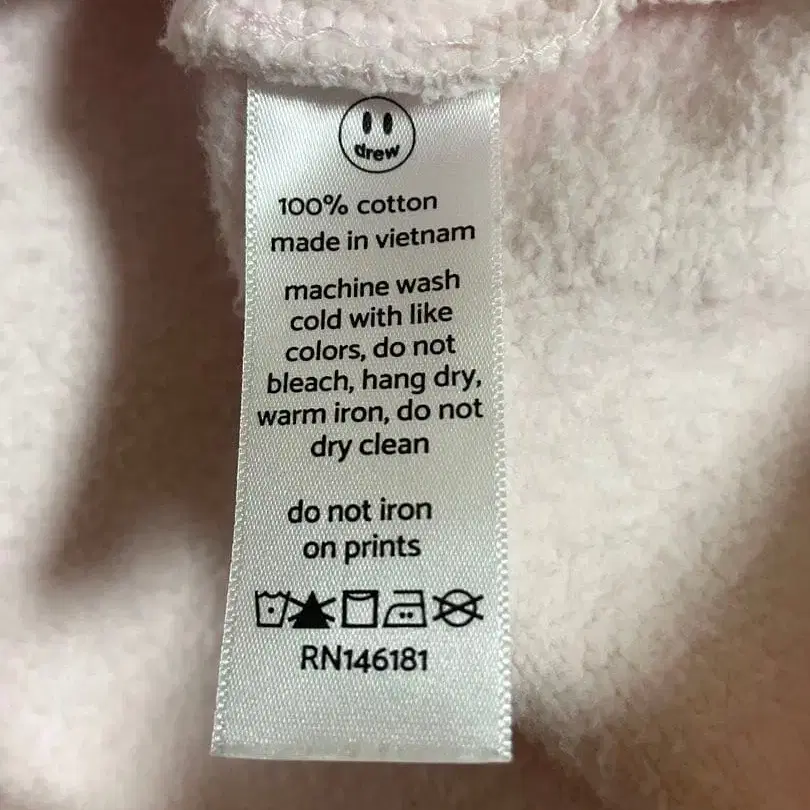 drew
100% cotton
made in vietnam
machine wash
cold with like
colors, do not
bleach, hang dry,
warm iron, do not
dry clean
do not iron
on prints
RN146181